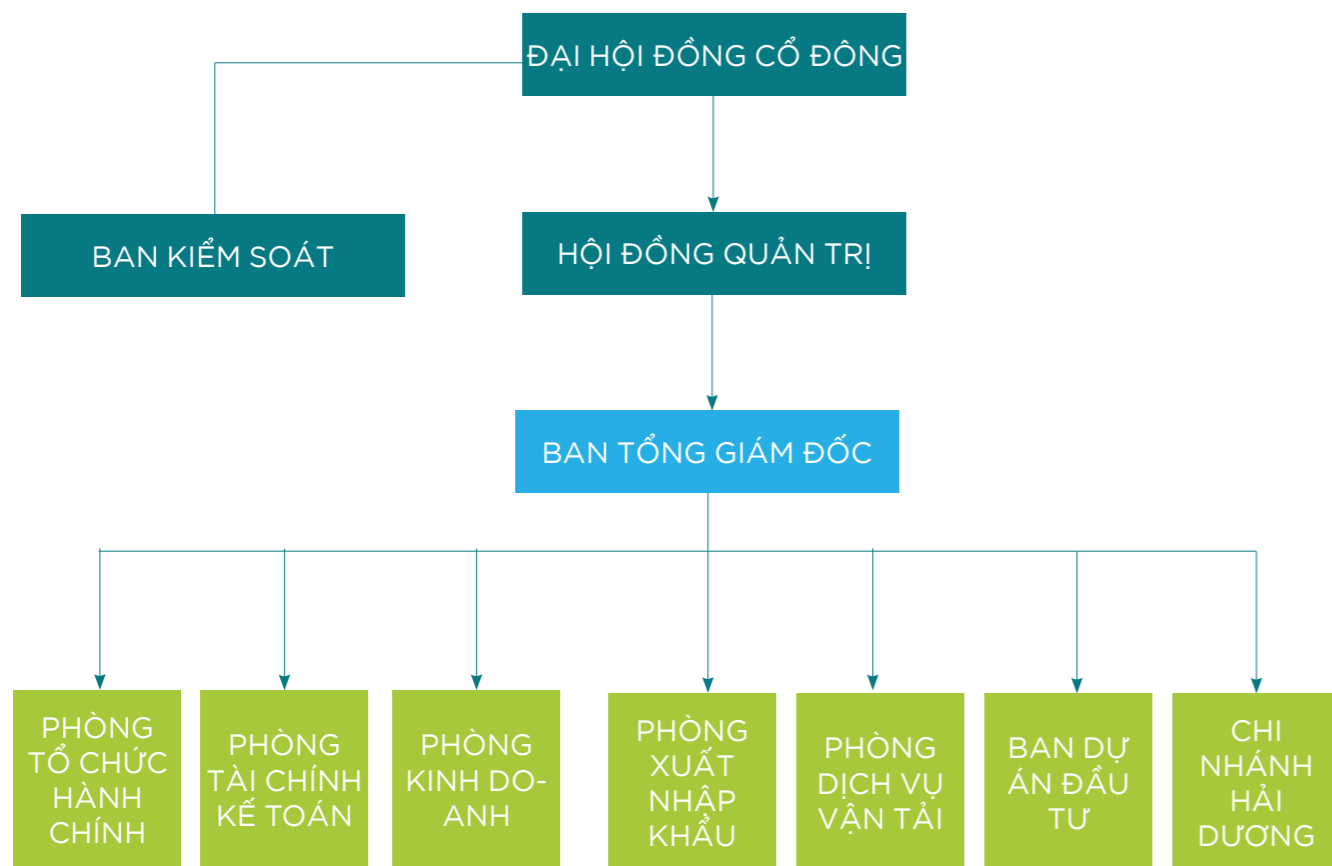 ĐẠI HỘI ĐỒNG CỔ ĐÔNG
BAN KIỂM SOÁT
HỘI ĐỒNG QUẢN TRỊ
BAN TỔNG GIÁM ĐỐC
PHÒNG
TỔ CHỨC
HÀNH
CHÍNH
PHÒNG
TÀI CHÍNH
KẾ TOÁN
PHÒNG
KINH DO-
ANH
PHÒNG
XUẤT
NHẬP
KHẨU
PHÒNG
DỊCH VỤ
VẬN TẢI
BAN DỰ
ÁN ĐẦU
TƯ
CHI
NHÁNH
HẢI
DƯƠNG